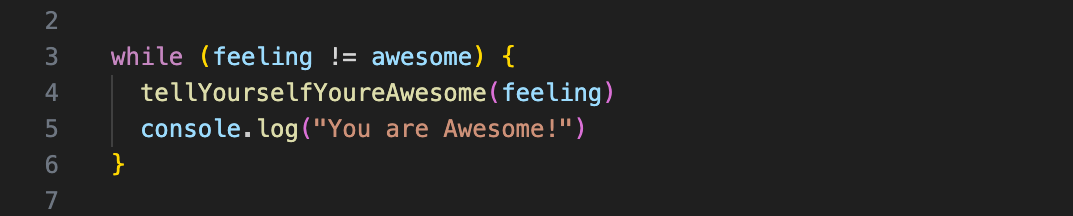 2
3 while (feeling != awesome) {
4 tellYourselfYoureAwesome(feeling)
5 console.log("You are Awesome!")
6 }
7